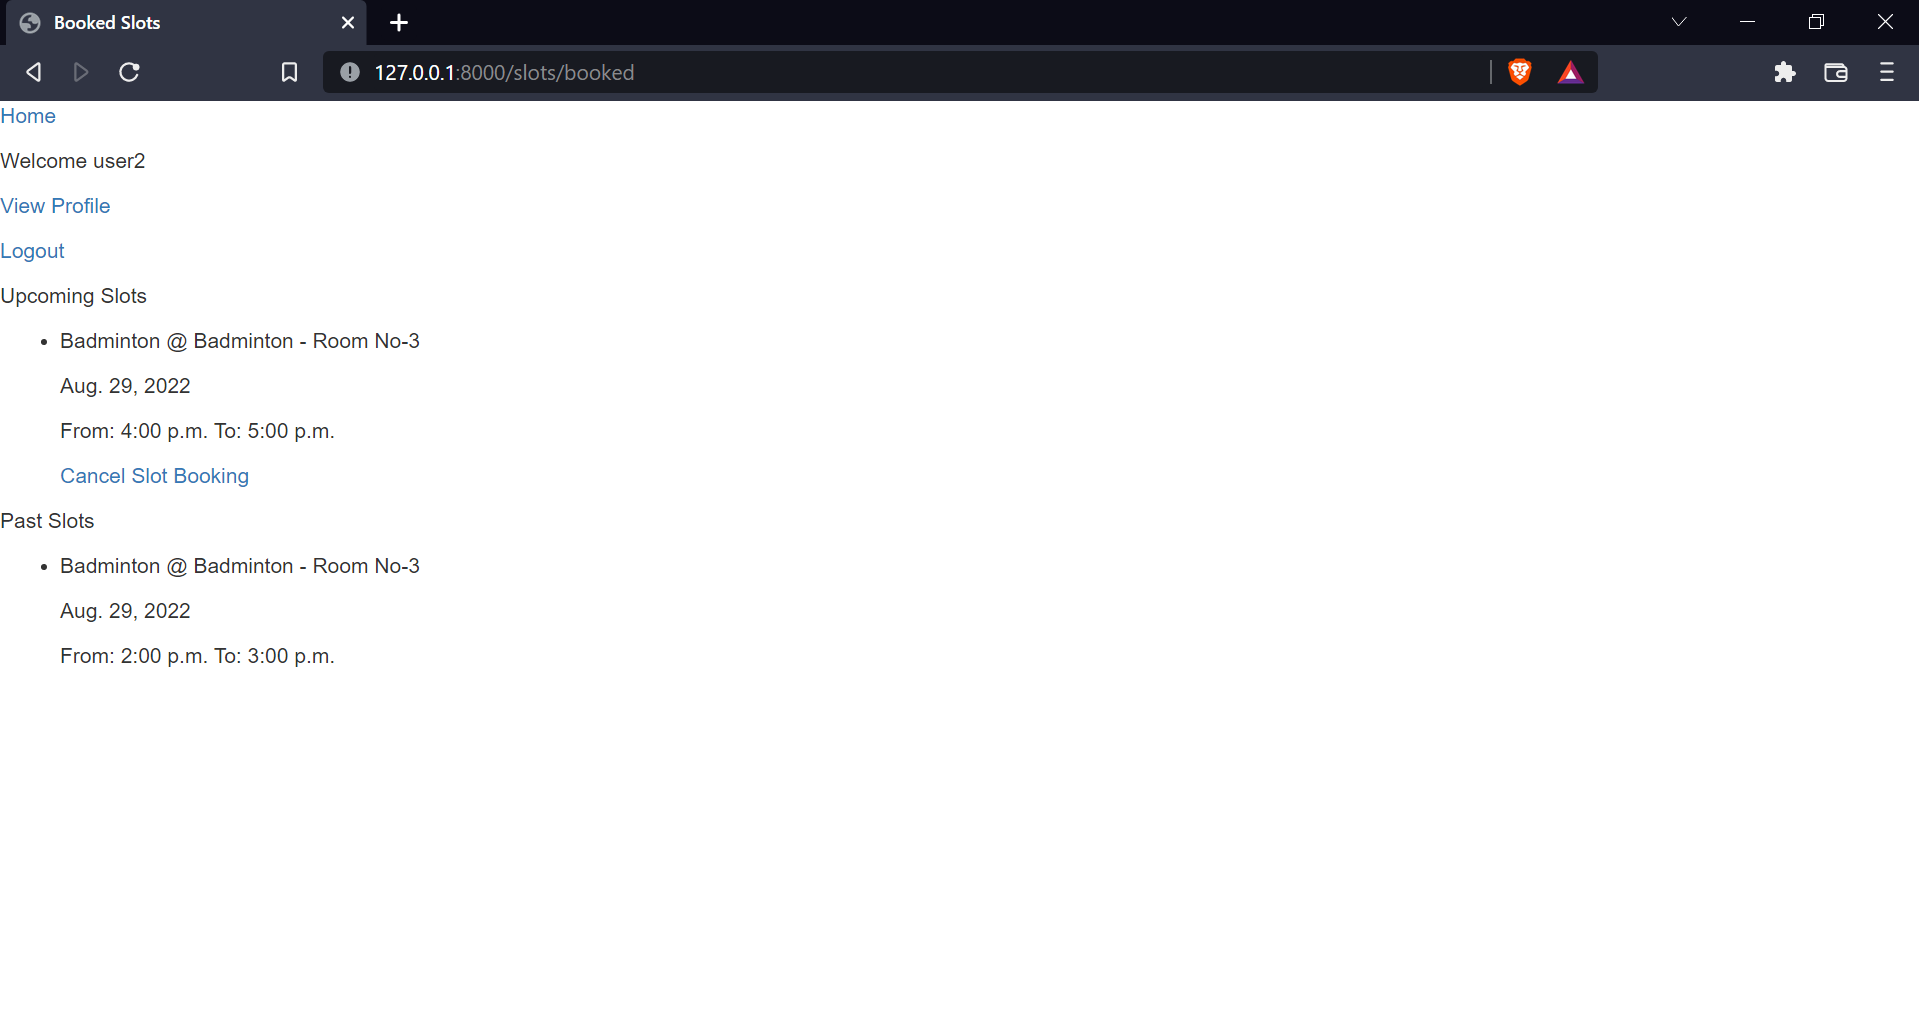 Booked Slots
127.0.0.1:8000/slots/booked
Home
Welcome user2
View Profile
Logout
Upcoming Slots
• Badminton @ Badminton - Room No-3
Aug. 29, 2022
From: 4:00 p.m. To: 5:00 p.m.
Cancel Slot Booking
Past Slots
• Badminton @ Badminton - Room No-3
Aug. 29, 2022
From: 2:00 p.m. To: 3:00 p.m.